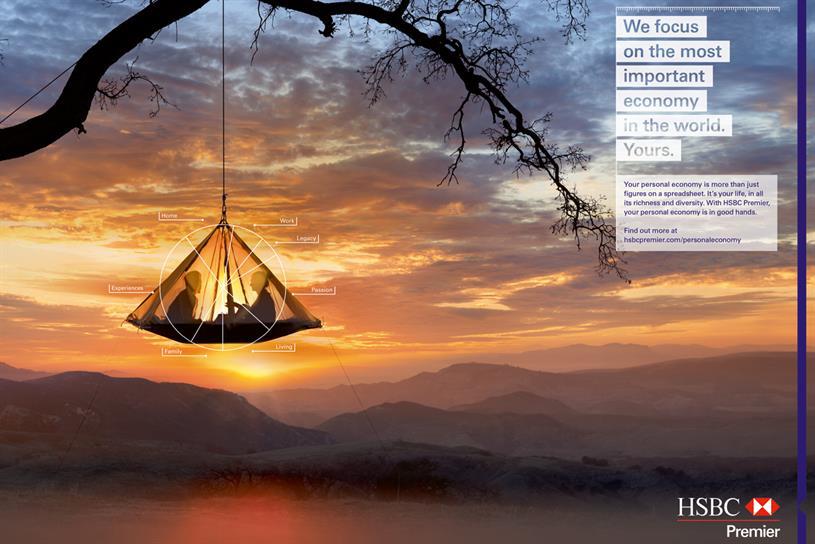 We focus
on the most
important
economy
in the world.
Yours.
Your personal economy is more than just
figures on a spreadsheet. It's your life, in all
its richness and diversity. With HSBC Premier,
your personal economy is in good hands.
Find out more at
hsbcpremier.com/personaleconomy
Home
Work
Legacy
Experiences
Passion
Family
Living
HSBC
Premier